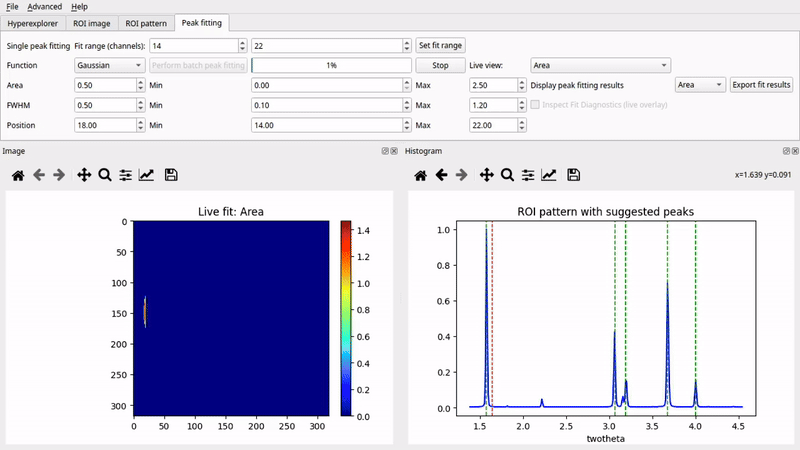 File Advanced Help
Hyperexplorer ROI image ROI pattern Peak fitting
Single peak fitting Fit range (channels): 14 22 Set fit range
Function Gaussian Perform batch peak fitting 1% Stop Live view: Area
Area 0.50 Min 0.00 Max 2.50 Display peak fitting results Area Export fit results
FWHM 0.50 Min 0.10 Max 1.20 Inspect Fit Diagnostics (live overlay)
Position 18.00 Min 14.00 Max 22.00
Image
Histogram
x=1.639 y=0.091
Live fit: Area
0
50
100
150
200
250
300
0 50 100 150 200 250 300
1.4
1.2
1.0
0.8
0.6
0.4
0.2
0.0
ROI pattern with suggested peaks
1.0
0.8
0.6
0.4
0.2
0.0
1.5 2.0 2.5 3.0 3.5 4.0 4.5
twotheta